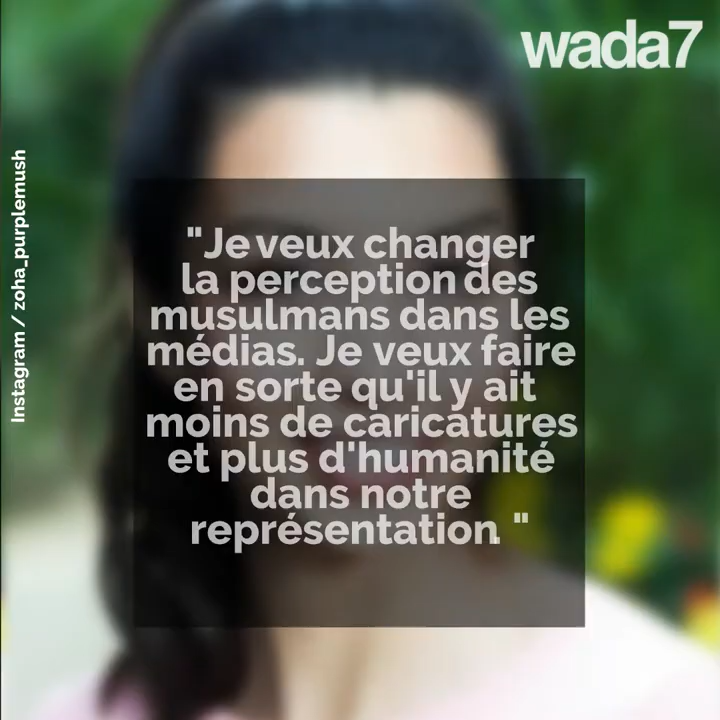 wada7
Instagram / zoha_purplemush
"Je veux changer
la perception des
musulmans dans les
médias. Je veux faire
en sorte qu'il y ait
moins de caricatures
et plus d'humanité
dans notre
représentation. "